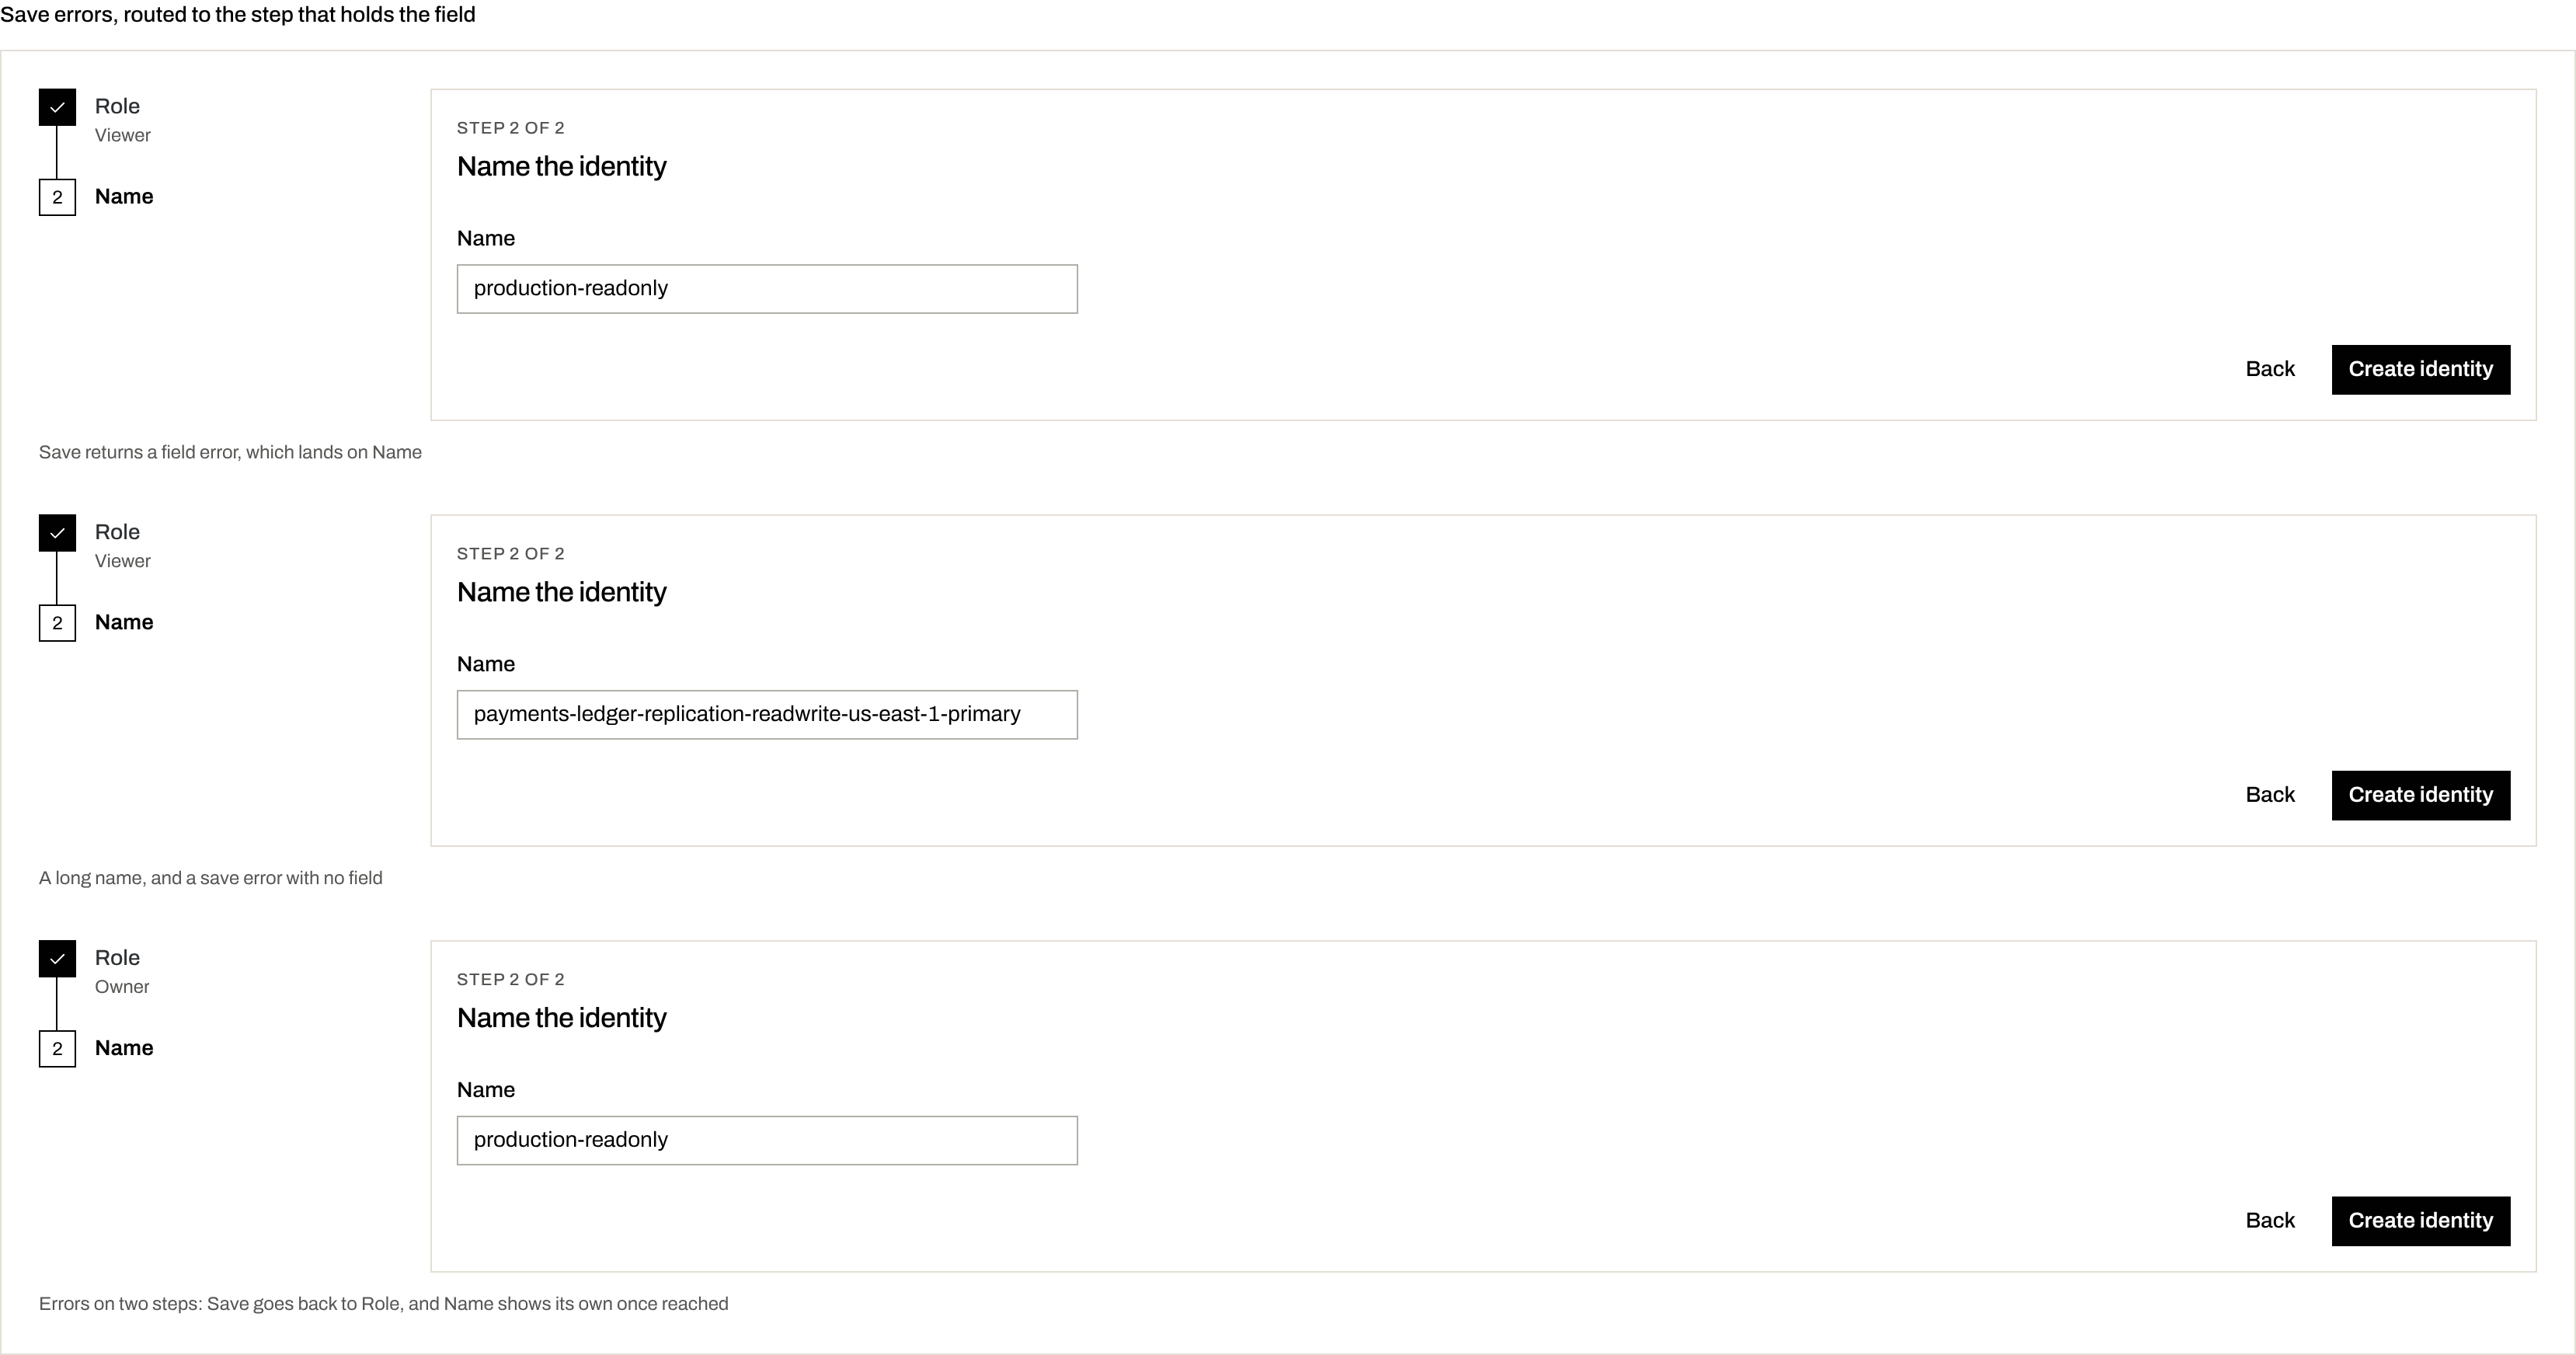 Save errors, routed to the step that holds the field
Role
Viewer
2
Name
STEP 2 OF 2
Name the identity
Name
production-readonly
Back
Create identity
Save returns a field error, which lands on Name
Role
Viewer
2
Name
STEP 2 OF 2
Name the identity
Name
payments-ledger-replication-readwrite-us-east-1-primary
Back
Create identity
A long name, and a save error with no field
Role
Owner
2
Name
STEP 2 OF 2
Name the identity
Name
production-readonly
Back
Create identity
Errors on two steps: Save goes back to Role, and Name shows its own once reached